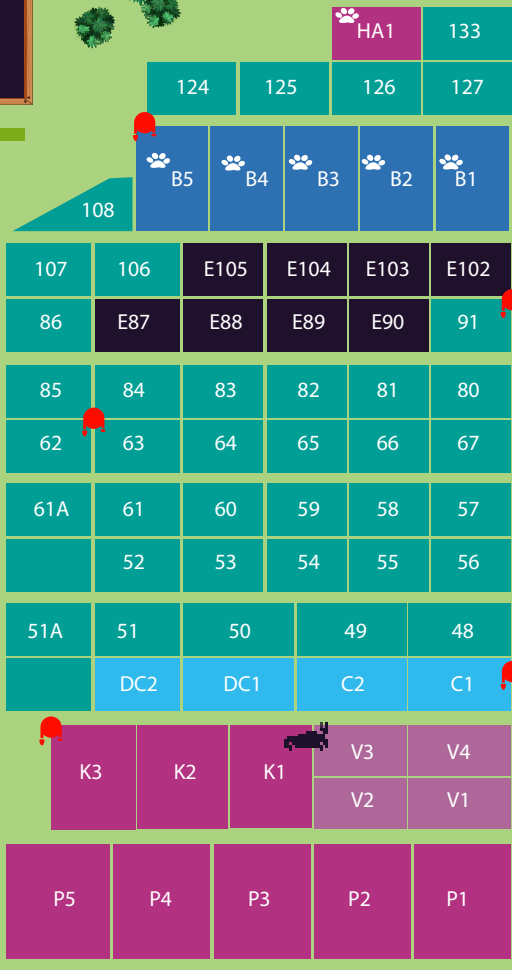 HA1 133
124 125 126 127
B5 B4 B3 B2 B1
108
107 106 E105 E104 E103 E102
86 E87 E88 E89 E90 91
85 84 83 82 81 80
62 63 64 65 66 67
61A 61 60 59 58 57
52 53 54 55 56
51A 51 50 49 48
DC2 DC1 C2 C1
V3 V4
K3 K2 K1
V2 V1
P5 P4 P3 P2 P1